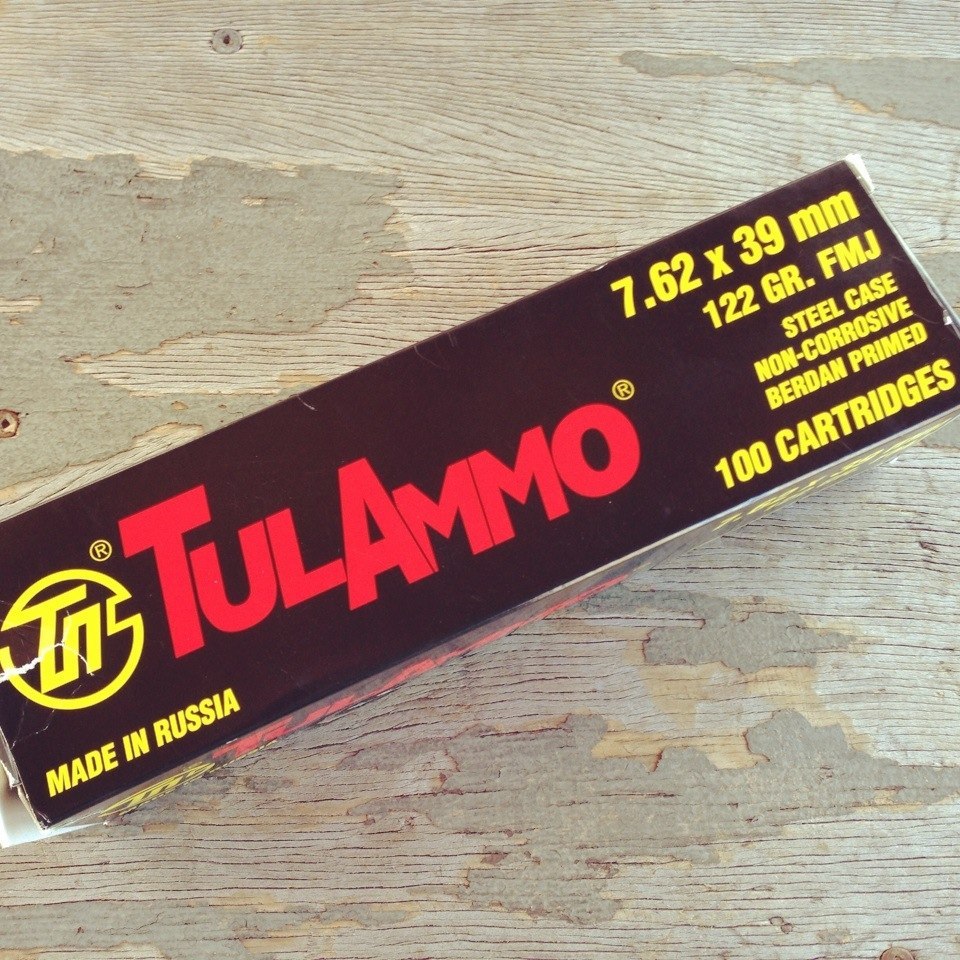 7.62 x 39 mm
122 GR. FMJ
STEEL CASE
NON-CORROSIVE
BERDAN PRIMED
100 CARTRIDGES
TULAMMO®
®
MADE IN RUSSIA